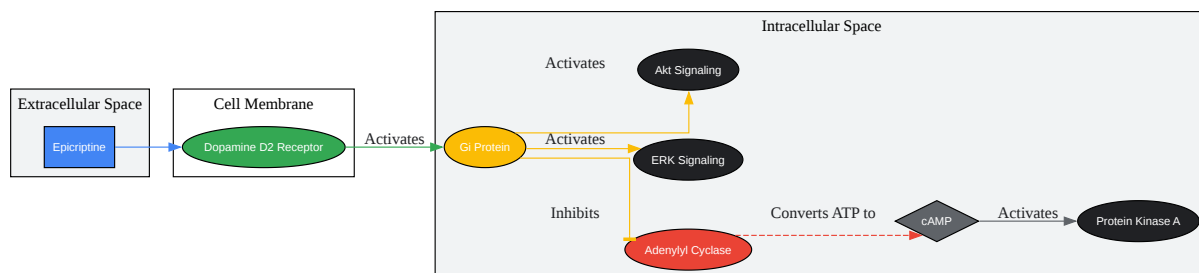 Intracellular Space
Extracellular Space
Cell Membrane
Epicriptine
Dopamine D2 Receptor
Activates
Gi Protein
Activates
Akt Signaling
Activates
ERK Signaling
Inhibits
Adenylyl Cyclase
Converts ATP to
cAMP
Activates
Protein Kinase A